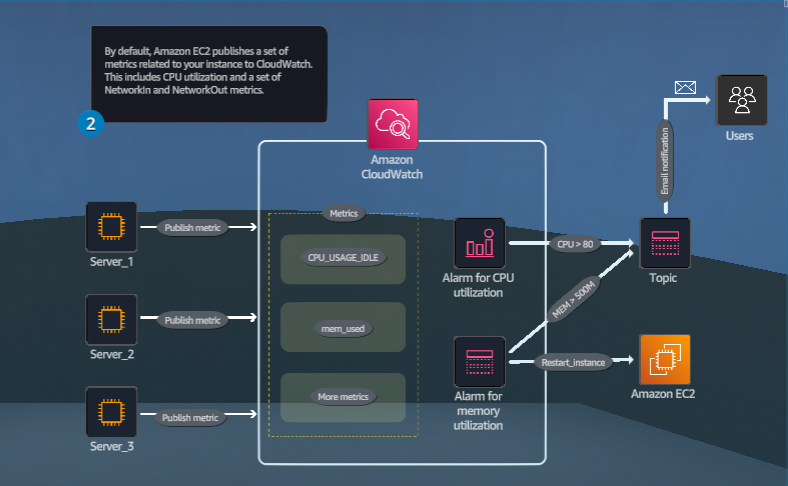 By default, Amazon EC2 publishes a set of
metrics related to your instance to CloudWatch.
This includes CPU utilization and a set of
NetworkIn and NetworkOut metrics.
2
Amazon
CloudWatch
Users
Email notification
Metrics
Server_1
Publish metric
CPU_USAGE_IDLE
Alarm for CPU
utilization
CPU > 80
Topic
MEM > 500M
Server_2
Publish metric
mem_used
Alarm for
memory
utilization
Restart_instance
Amazon EC2
Server_3
Publish metric
More metrics